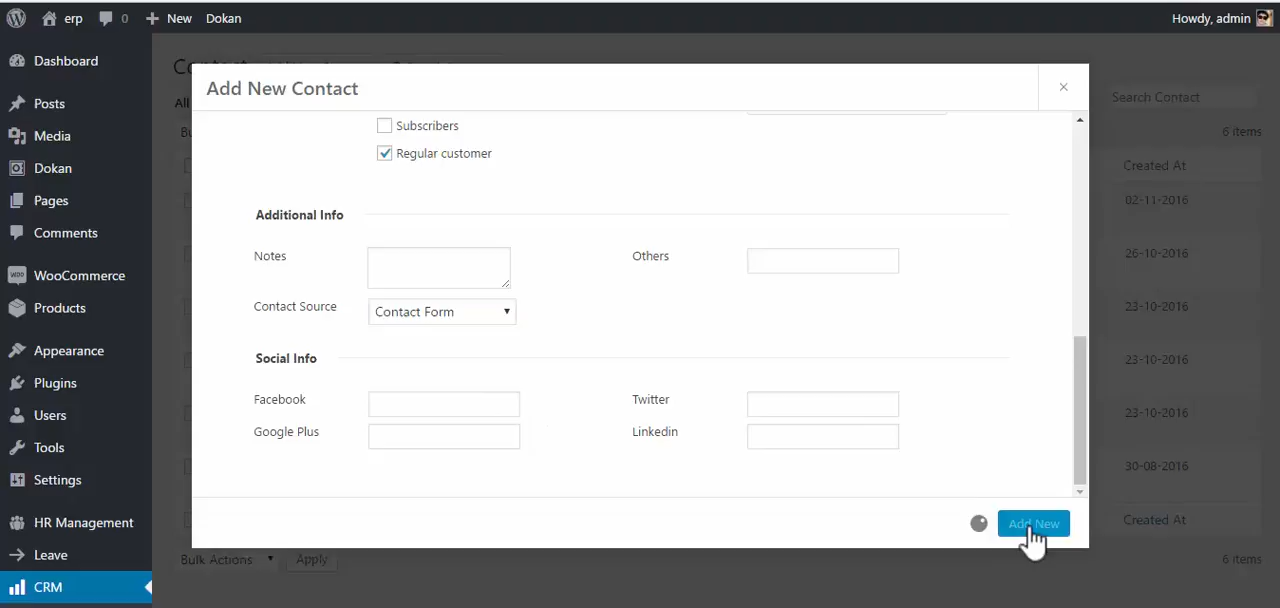 erp 0 New Dokan Howdy, admin
Dashboard
Posts
Media
Dokan
Pages
Comments
WooCommerce
Products
Appearance
Plugins
Users
Tools
Settings
HR Management
Leave
CRM
All
Search Contact
6 items
Created At
02-11-2016
26-10-2016
23-10-2016
23-10-2016
23-10-2016
30-08-2016
Created At
6 items
Bulk Actions Apply
Add New Contact ×
Subscribers
Regular customer
Additional Info
Notes Others
Contact Source Contact Form
Social Info
Facebook Twitter
Google Plus Linkedin
Add New